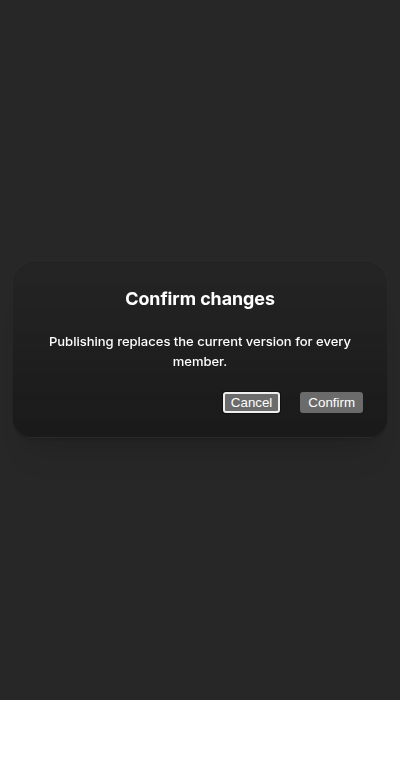 Confirm changes
Publishing replaces the current version for every
member.
Cancel Confirm